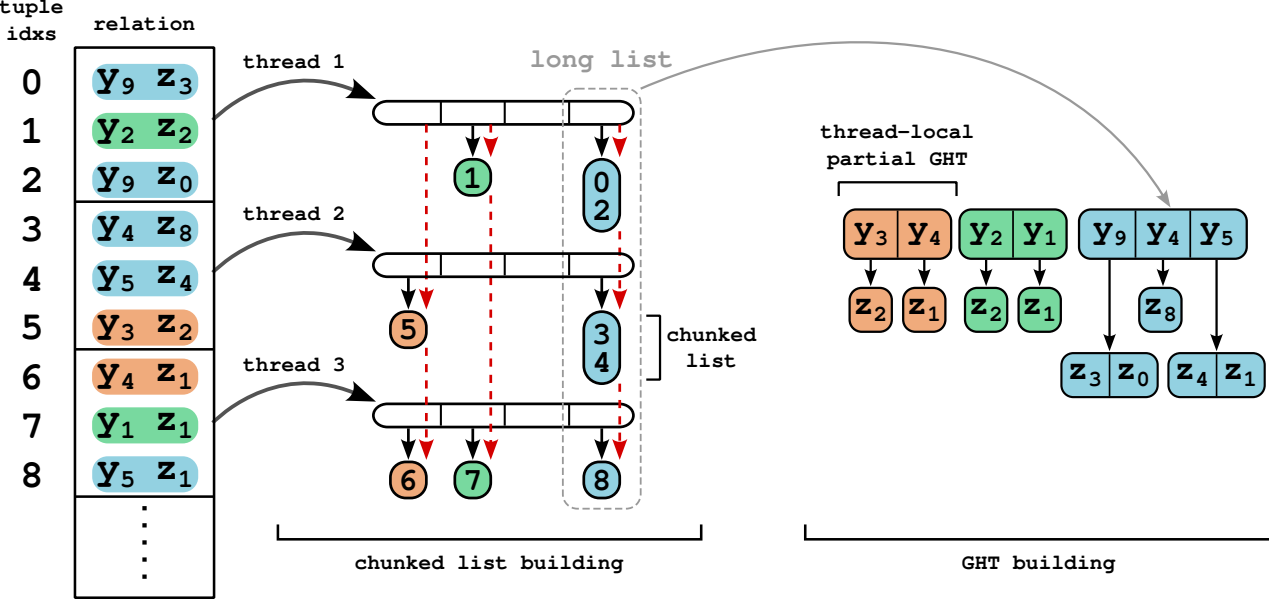 tuple
idxs
relation
0 y9 z3
1 y2 z2
2 y9 z0
3 y4 z8
4 y5 z4
5 y3 z2
6 y4 z1
7 y1 z1
8 y5 z1
thread 1
thread 2
thread 3
long list
1
0
2
5
3
4
chunked
list
6 7 8
chunked list building
thread-local
partial GHT
y3 y4 y2 y1 y9 y4 y5
z2 z1 z2 z1 z8
z3 z0 z4 z1
GHT building